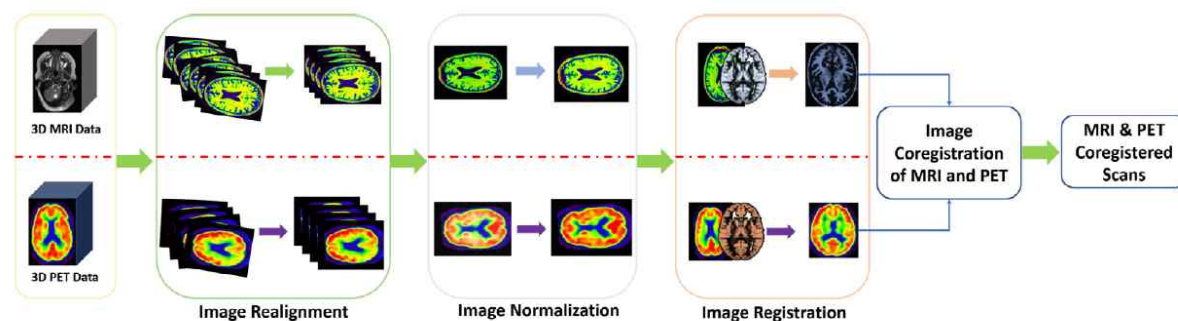 3D MRI Data
3D PET Data
Image Realignment
Image Normalization
Image Registration
Image
Coregistration
of MRI and PET
MRI & PET
Coregistered
Scans